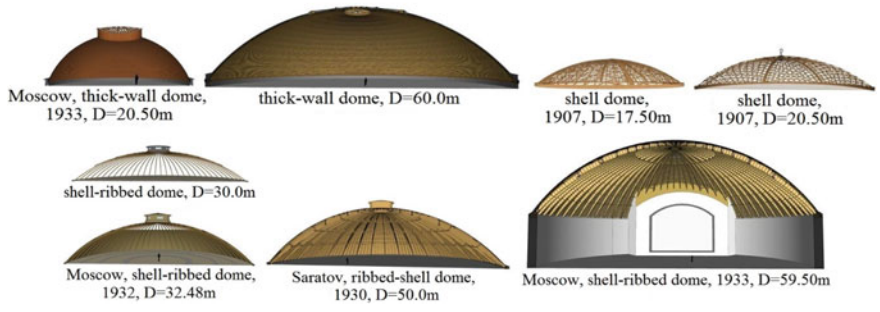 Moscow, thick-wall dome,
1933, D=20.50m
thick-wall dome, D=60.0m
shell dome,
1907, D=17.50m
shell dome,
1907, D=20.50m
shell-ribbed dome, D=30.0m
Moscow, shell-ribbed dome,
1932, D=32.48m
Saratov, ribbed-shell dome,
1930, D=50.0m
Moscow, shell-ribbed dome, 1933, D=59.50m